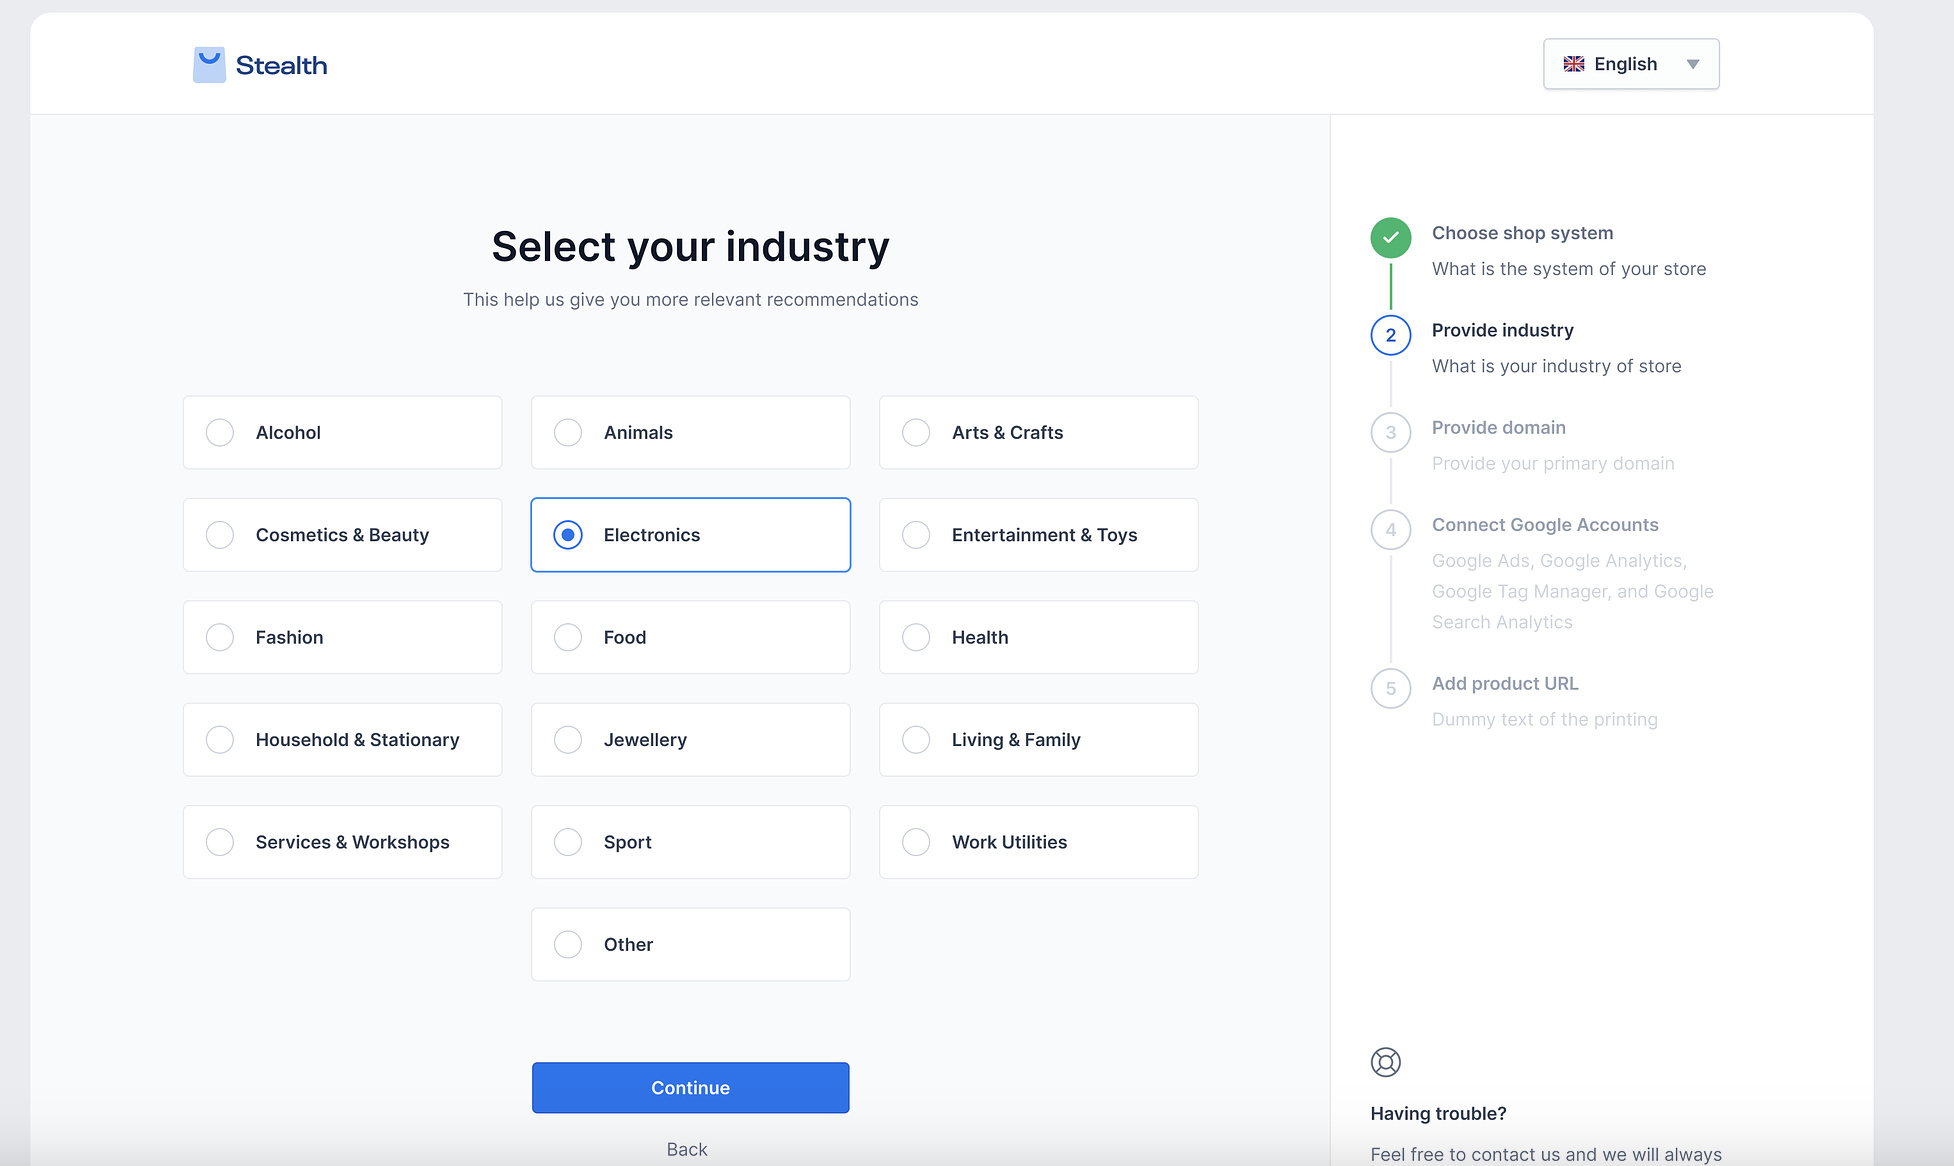 Stealth
English
Select your industry
This help us give you more relevant recommendations
Alcohol
Animals
Arts & Crafts
Cosmetics & Beauty
Electronics
Entertainment & Toys
Fashion
Food
Health
Household & Stationary
Jewellery
Living & Family
Services & Workshops
Sport
Work Utilities
Other
Continue
Back
Choose shop system
What is the system of your store
2
Provide industry
What is your industry of store
3
Provide domain
Provide your primary domain
4
Connect Google Accounts
Google Ads, Google Analytics,
Google Tag Manager, and Google
Search Analytics
5
Add product URL
Dummy text of the printing
Having trouble?
Feel free to contact us and we will always